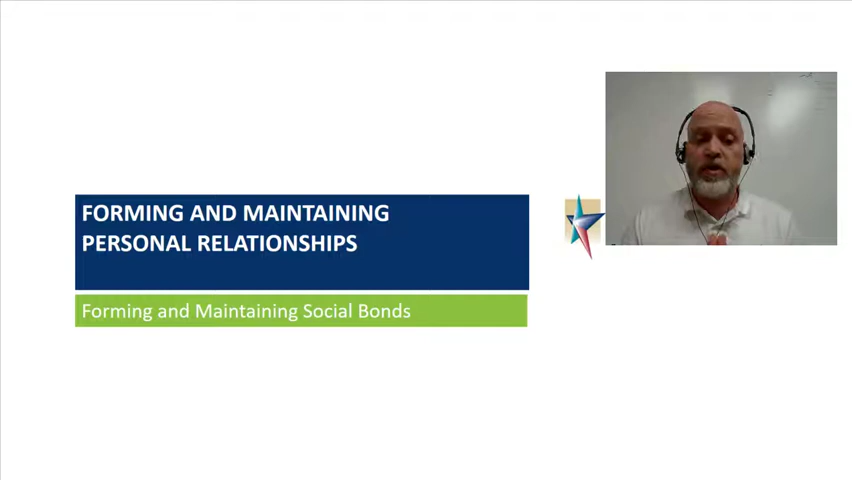 FORMING AND MAINTAINING
PERSONAL RELATIONSHIPS
Forming and Maintaining Social Bonds